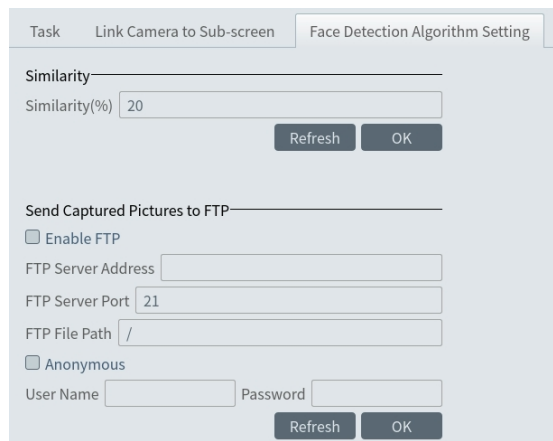 Task Link Camera to Sub-screen Face Detection Algorithm Setting
Similarity
Similarity(%) 20
Refresh OK
Send Captured Pictures to FTP
Enable FTP
FTP Server Address
FTP Server Port 21
FTP File Path /
Anonymous
User Name Password
Refresh OK